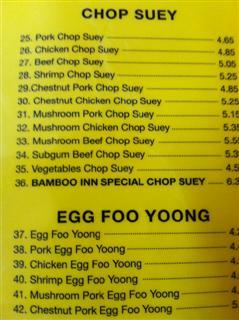 CHOP SUEY
25. Pork Chop Suey 4.65
26. Chicken Chop Suey 4.85
27. Beef Chop Suey 5.05
28. Shrimp Chop Suey 5.25
29.Chestnut Pork Chop Suey 4.85
30. Chestnut Chicken Chop Suey
31. Mushroom Pork Chop Suey
32. Mushroom Chicken Chop Suey
33. Mushroom Beef Chop Suey
34. Subgum Beef Chop Suey
35. Vegetables Chop Suey
36. BAMBOO INN SPECIAL CHOP SUEY
EGG FOO YOONG
37. Egg Foo Yoong
38. Pork Egg Foo Yoong
39. Chicken Egg Foo Yoong
40. Shrimp Egg Foo Yoong
41. Mushroom Pork Egg Foo Yoong
42. Chestnut Pork Egg Foo Yoong